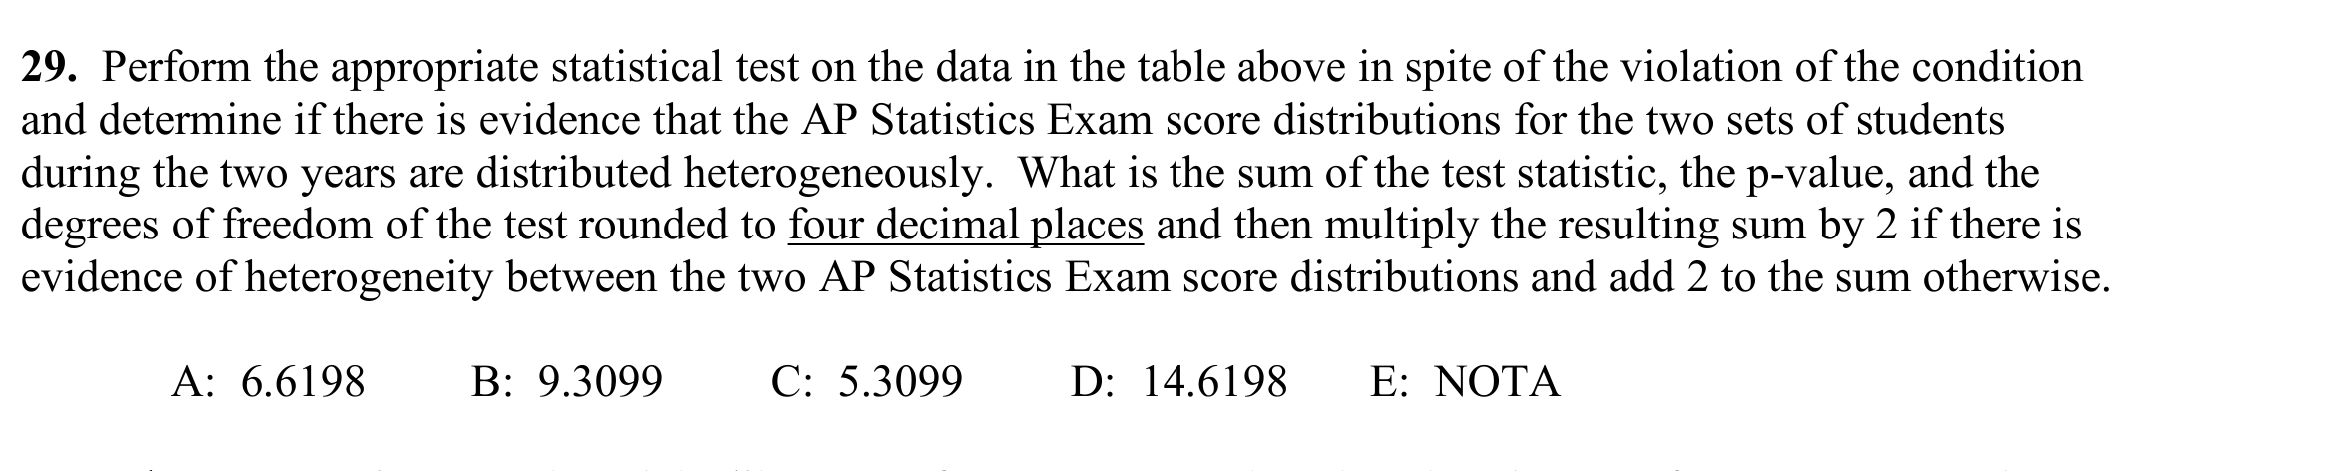 29. Perform the appropriate statistical test on the data in the table above in spite of the violation of the condition
and determine if there is evidence that the AP Statistics Exam score distributions for the two sets of students
during the two years are distributed heterogeneously. What is the sum of the test statistic, the p-value, and the
degrees of freedom of the test rounded to four decimal places and then multiply the resulting sum by 2 if there is
evidence of heterogeneity between the two AP Statistics Exam score distributions and add 2 to the sum otherwise.
A: 6.6198 B: 9.3099 C: 5.3099 D: 14.6198 E: NOTA